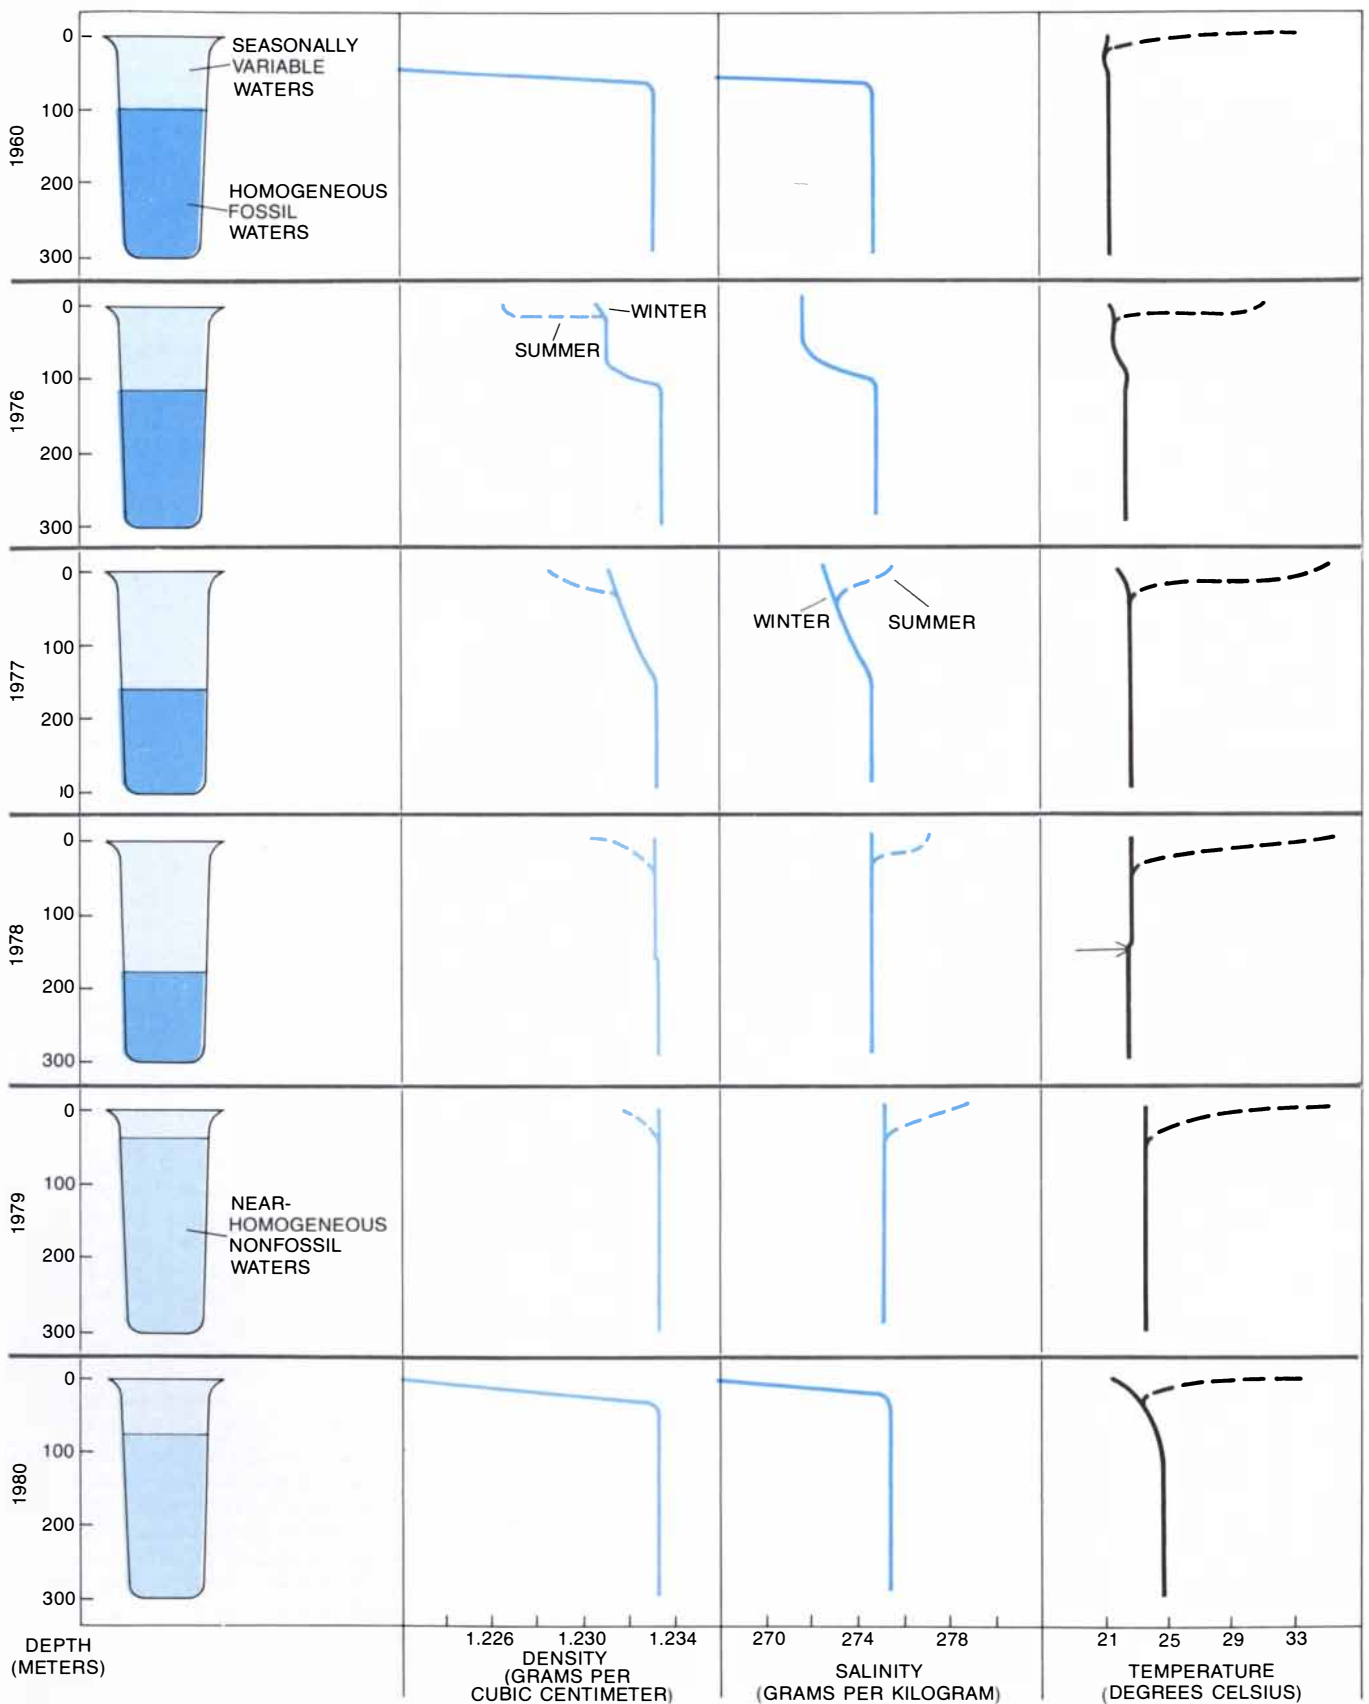 0
100
200
300
1960
SEASONALLY
VARIABLE
WATERS
HOMOGENEOUS
FOSSIL
WATERS
0
100
200
300
1976
WINTER
SUMMER
0
100
200
00
1977
WINTER
SUMMER
0
100
200
300
1978
0
100
200
300
1979
NEAR-
HOMOGENEOUS
NONFOSSIL
WATERS
0
100
200
300
1980
DEPTH
(METERS)
1.226 1.230 1.234
DENSITY
(GRAMS PER
CUBIC CENTIMETER)
270 274 278
SALINITY
(GRAMS PER KILOGRAM)
21 25 29 33
TEMPERATURE
(DEGREES CELSIUS)